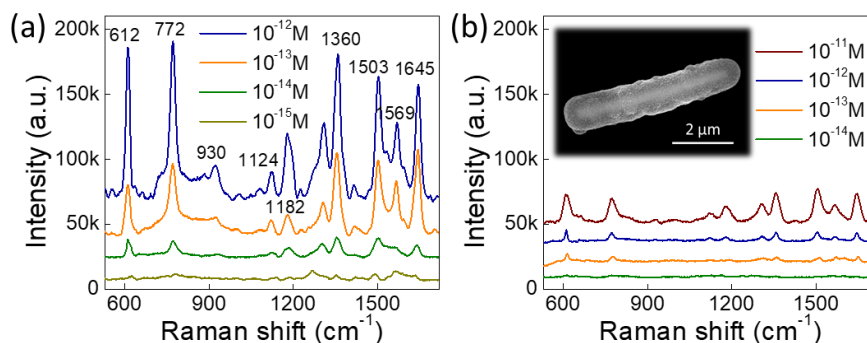 (a)
200k
150k
100k
50k
0
Intensity (a.u.)
612
772
930
1124
1182
1360
1503
1569
1645
10⁻¹²M
10⁻¹³M
10⁻¹⁴M
10⁻¹⁵M
600
900
1200
1500
Raman shift (cm⁻¹)
(b)
200k
150k
100k
50k
0
Intensity (a.u.)
2 μm
10⁻¹¹M
10⁻¹²M
10⁻¹³M
10⁻¹⁴M
600
900
1200
1500
Raman shift (cm⁻¹)